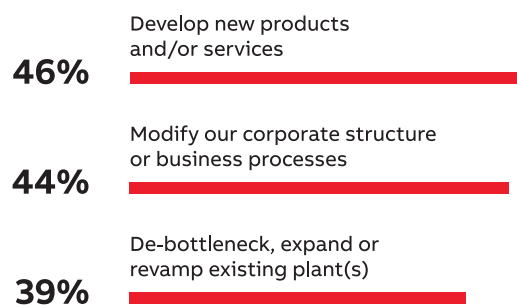 Develop new products
and/or services
46%
Modify our corporate structure
or business processes
44%
De-bottleneck, expand or
revamp existing plant(s)
39%